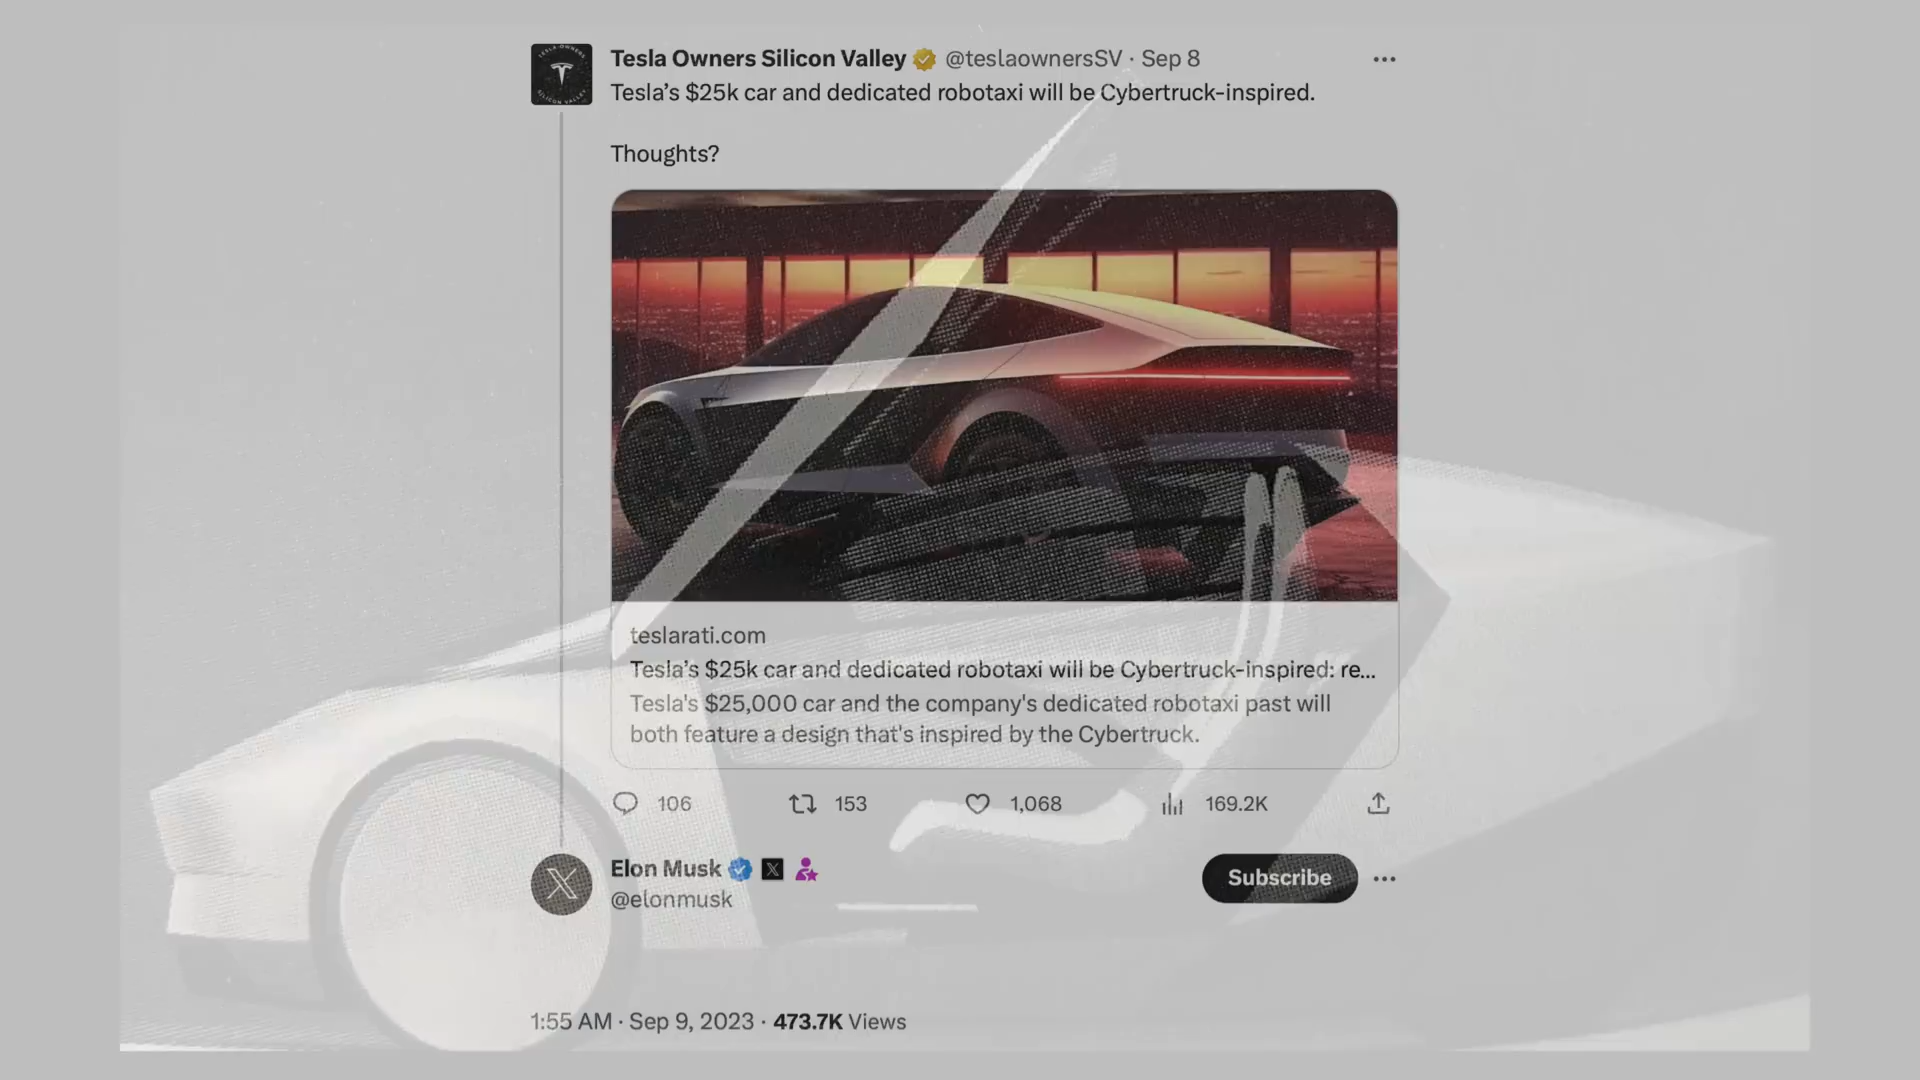 Tesla Owners Silicon Valley @teslaownersSV · Sep 8
Tesla’s $25k car and dedicated robotaxi will be Cybertruck-inspired.
Thoughts?
teslarati.com
Tesla’s $25k car and dedicated robotaxi will be Cybertruck-inspired: re...
Tesla's $25,000 car and the company's dedicated robotaxi past will
both feature a design that's inspired by the Cybertruck.
106 153 1,068 169.2K
Elon Musk
@elonmusk
Subscribe
1:55 AM · Sep 9, 2023 · 473.7K Views